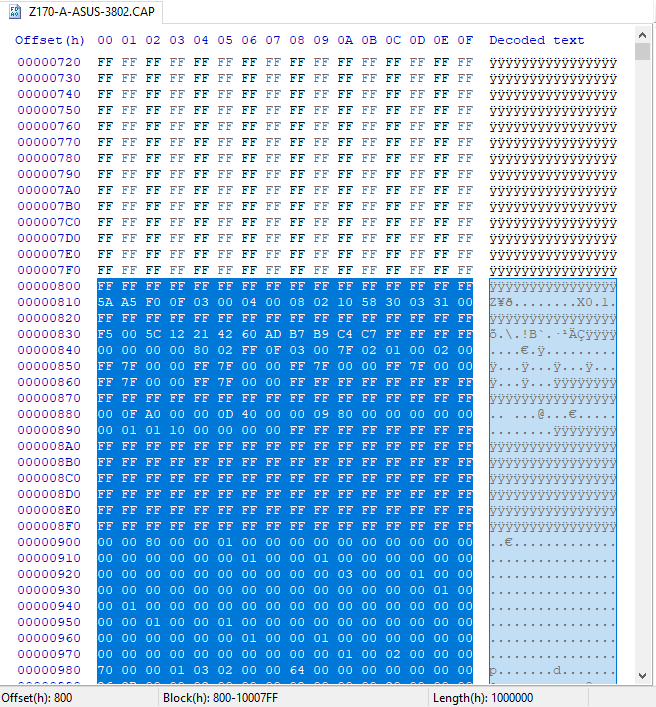 Z170-A-ASUS-3802.CAP
Offset(h) 00 01 02 03 04 05 06 07 08 09 0A 0B 0C 0D 0E 0F Decoded text
00000720 FF FF FF FF FF FF FF FF FF FF FF FF FF FF FF FF ÿÿÿÿÿÿÿÿÿÿÿÿÿÿÿÿ
00000730 FF FF FF FF FF FF FF FF FF FF FF FF FF FF FF FF ÿÿÿÿÿÿÿÿÿÿÿÿÿÿÿÿ
00000740 FF FF FF FF FF FF FF FF FF FF FF FF FF FF FF FF ÿÿÿÿÿÿÿÿÿÿÿÿÿÿÿÿ
00000750 FF FF FF FF FF FF FF FF FF FF FF FF FF FF FF FF ÿÿÿÿÿÿÿÿÿÿÿÿÿÿÿÿ
00000760 FF FF FF FF FF FF FF FF FF FF FF FF FF FF FF FF ÿÿÿÿÿÿÿÿÿÿÿÿÿÿÿÿ
00000770 FF FF FF FF FF FF FF FF FF FF FF FF FF FF FF FF ÿÿÿÿÿÿÿÿÿÿÿÿÿÿÿÿ
00000780 FF FF FF FF FF FF FF FF FF FF FF FF FF FF FF FF ÿÿÿÿÿÿÿÿÿÿÿÿÿÿÿÿ
00000790 FF FF FF FF FF FF FF FF FF FF FF FF FF FF FF FF ÿÿÿÿÿÿÿÿÿÿÿÿÿÿÿÿ
000007A0 FF FF FF FF FF FF FF FF FF FF FF FF FF FF FF FF ÿÿÿÿÿÿÿÿÿÿÿÿÿÿÿÿ
000007B0 FF FF FF FF FF FF FF FF FF FF FF FF FF FF FF FF ÿÿÿÿÿÿÿÿÿÿÿÿÿÿÿÿ
000007C0 FF FF FF FF FF FF FF FF FF FF FF FF FF FF FF FF ÿÿÿÿÿÿÿÿÿÿÿÿÿÿÿÿ
000007D0 FF FF FF FF FF FF FF FF FF FF FF FF FF FF FF FF ÿÿÿÿÿÿÿÿÿÿÿÿÿÿÿÿ
000007E0 FF FF FF FF FF FF FF FF FF FF FF FF FF FF FF FF ÿÿÿÿÿÿÿÿÿÿÿÿÿÿÿÿ
000007F0 FF FF FF FF FF FF FF FF FF FF FF FF FF FF FF FF ÿÿÿÿÿÿÿÿÿÿÿÿÿÿÿÿ
00000800 FF FF FF FF FF FF FF FF FF FF FF FF FF FF FF FF ÿÿÿÿÿÿÿÿÿÿÿÿÿÿÿÿ
00000810 5A A5 F0 0F 03 00 04 00 08 02 10 58 30 03 31 00 Z¥ð........X0.1.
00000820 FF FF FF FF FF FF FF FF FF FF FF FF FF FF FF FF ÿÿÿÿÿÿÿÿÿÿÿÿÿÿÿÿ
00000830 F5 00 5C 12 21 42 60 AD B7 B9 C4 C7 FF FF FF FF õ.\.!B`.·¹ÄÇÿÿÿÿ
00000840 00 00 00 00 80 02 FF 0F 03 00 7F 02 01 00 02 00 ....€.ÿ.........
00000850 FF 7F 00 00 FF 7F 00 00 FF 7F 00 00 FF 7F 00 00 ÿ...ÿ...ÿ...ÿ...
00000860 FF 7F 00 00 FF 7F 00 00 FF FF FF FF FF FF FF FF ÿ...ÿ...ÿÿÿÿÿÿÿÿ
00000870 FF FF FF FF FF FF FF FF FF FF FF FF FF FF FF FF ÿÿÿÿÿÿÿÿÿÿÿÿÿÿÿÿ
00000880 00 0F A0 00 00 0D 40 00 00 09 80 00 00 00 00 00 ......@...€.....
00000890 00 01 01 10 00 00 00 00 FF FF FF FF FF FF FF FF ........ÿÿÿÿÿÿÿÿ
000008A0 FF FF FF FF FF FF FF FF FF FF FF FF FF FF FF FF ÿÿÿÿÿÿÿÿÿÿÿÿÿÿÿÿ
000008B0 FF FF FF FF FF FF FF FF FF FF FF FF FF FF FF FF ÿÿÿÿÿÿÿÿÿÿÿÿÿÿÿÿ
000008C0 FF FF FF FF FF FF FF FF FF FF FF FF FF FF FF FF ÿÿÿÿÿÿÿÿÿÿÿÿÿÿÿÿ
000008D0 FF FF FF FF FF FF FF FF FF FF FF FF FF FF FF FF ÿÿÿÿÿÿÿÿÿÿÿÿÿÿÿÿ
000008E0 FF FF FF FF FF FF FF FF FF FF FF FF FF FF FF FF ÿÿÿÿÿÿÿÿÿÿÿÿÿÿÿÿ
000008F0 FF FF FF FF FF FF FF FF FF FF FF FF FF FF FF FF ÿÿÿÿÿÿÿÿÿÿÿÿÿÿÿÿ
00000900 00 00 80 00 00 01 00 00 00 00 00 00 00 00 00 00 ..€.............
00000910 00 00 00 00 00 00 01 00 00 01 00 00 00 00 00 00 ................
00000920 00 00 00 00 00 00 00 00 00 00 03 00 00 01 00 00 ................
00000930 00 00 00 00 00 00 00 00 00 00 00 00 00 00 01 00 ................
00000940 00 01 00 00 00 00 00 00 00 00 00 00 00 00 00 00 ................
00000950 00 00 01 00 00 01 00 00 00 00 00 00 00 00 00 00 ................
00000960 00 00 00 00 00 00 01 00 00 01 00 00 00 00 00 00 ................
00000970 00 00 00 00 00 00 00 00 00 00 01 00 02 00 00 00 ................
00000980 70 00 00 01 03 02 00 00 64 00 00 00 00 00 00 00 p.......d.......
Offset(h): 800 Block(h): 800-10007FF Length(h): 1000000